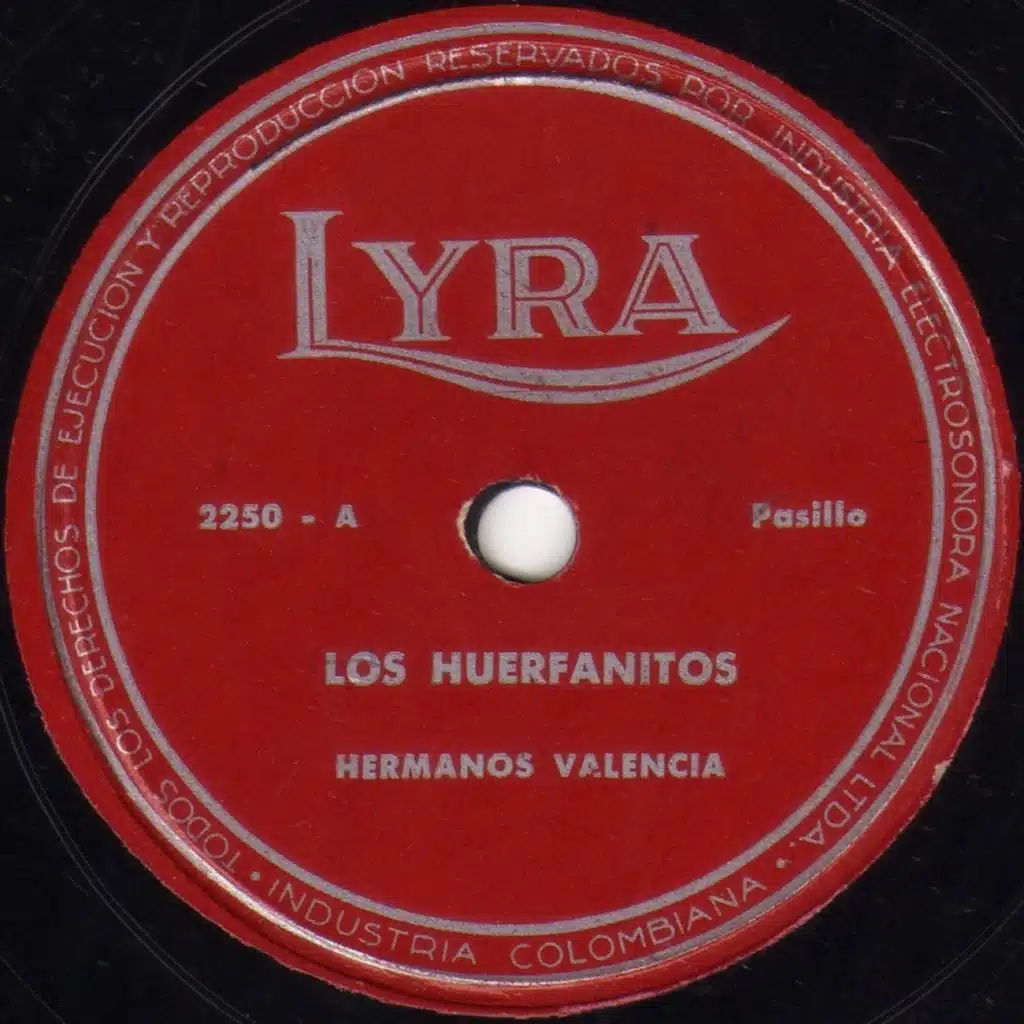 LYRA
2250 - A
Pasillo
LOS HUERFANITOS
HERMANOS VALENCIA
TODOS LOS DERECHOS DE EJECUCION Y REPRODUCCION RESERVADOS POR INDUSTRIA ELECTROSONORA NACIONAL LTDA. •
INDUSTRIA COLOMBIANA •